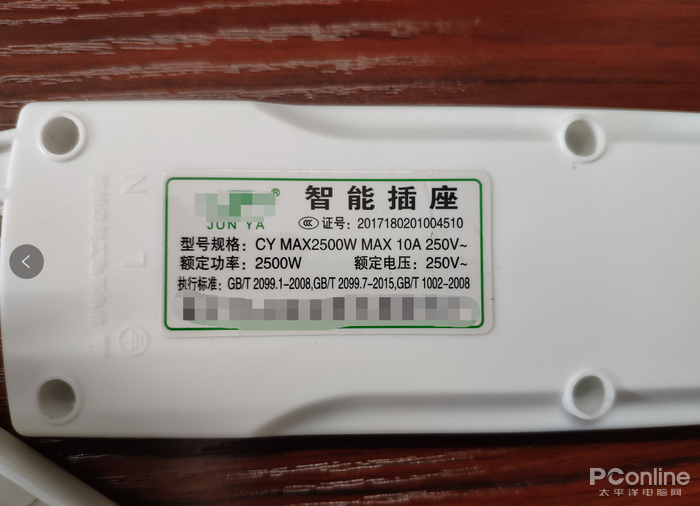 智能插座
®
JUN YA
CCC 证号: 2017180201004510
型号规格: CY MAX2500W MAX 10A 250V~
额定功率: 2500W 额定电压: 250V~
执行标准: GB/T 2099.1-2008,GB/T 2099.7-2015,GB/T 1002-2008
N
L
PConline
太平洋电脑网